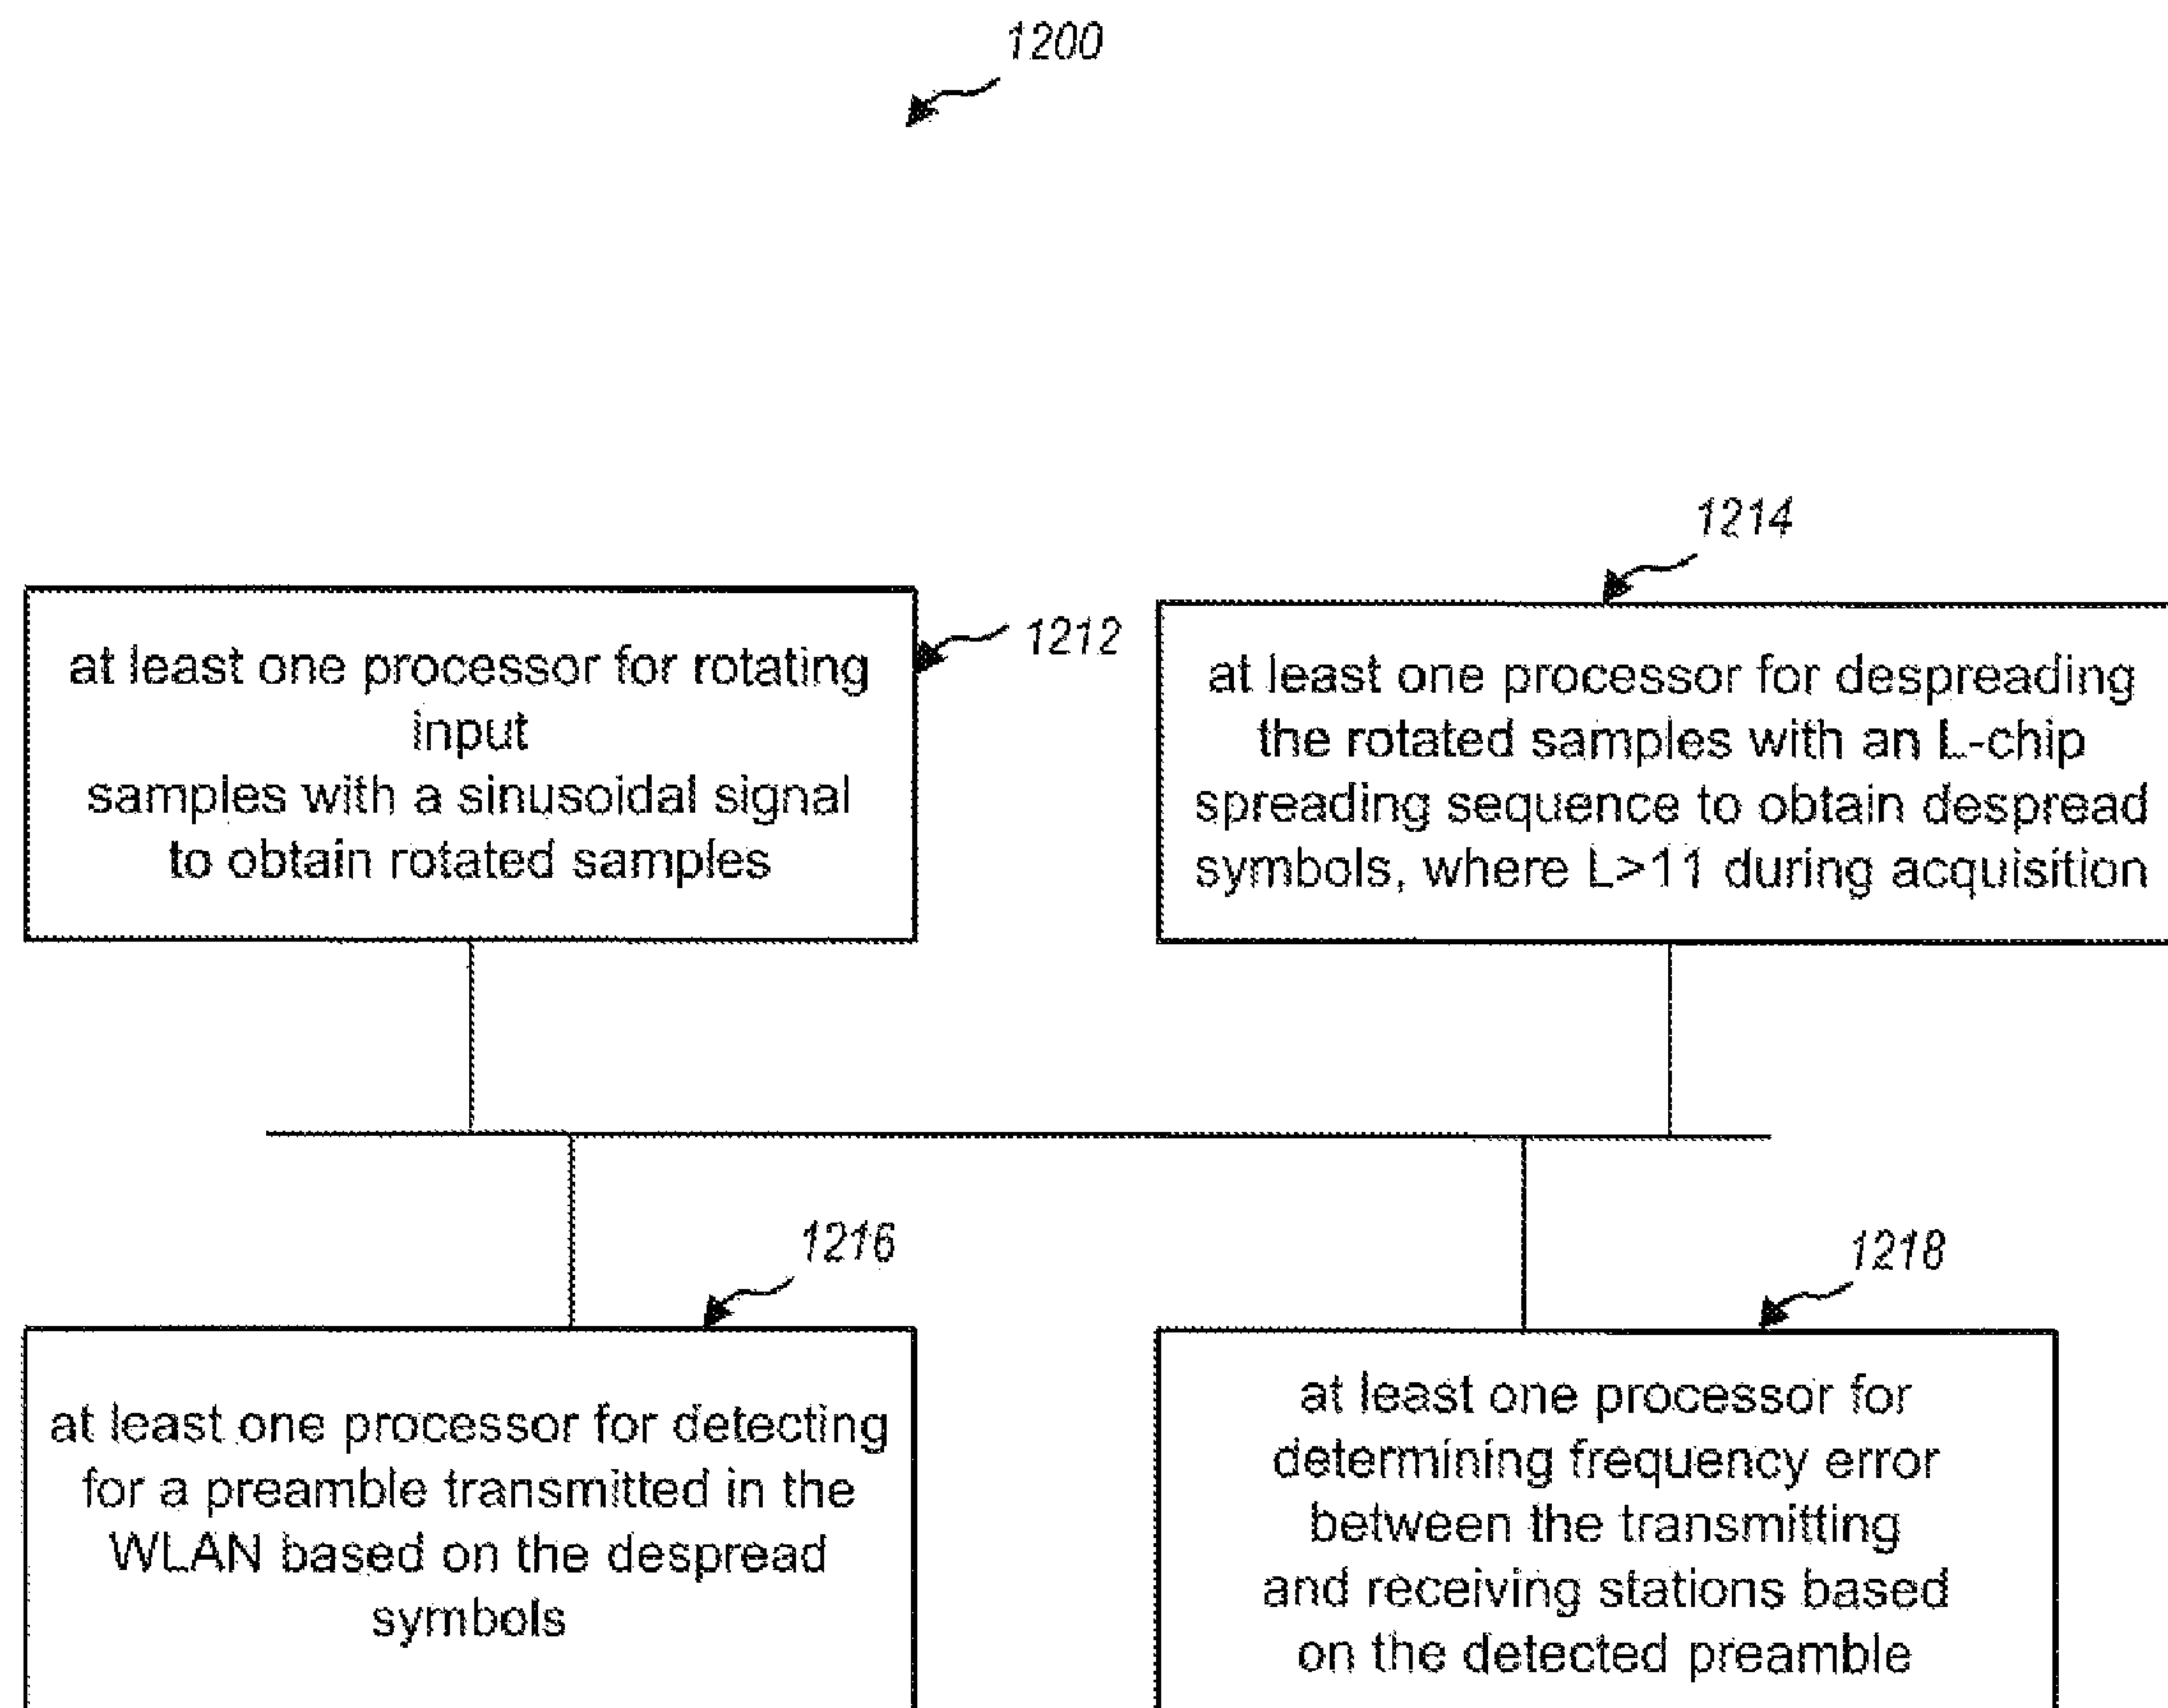 1200
1214
1212
at least one processor for rotating
input
samples with a sinusoidal signal
to obtain rotated samples
at least one processor for despreading
the rotated samples with an L-chip
spreading sequence to obtain despread
symbols, where L>11 during acquisition
1216
1218
at least one processor for detecting
for a preamble transmitted in the
WLAN based on the despread
symbols
at least one processor for
determining frequency error
between the transmitting
and receiving stations based
on the detected preamble